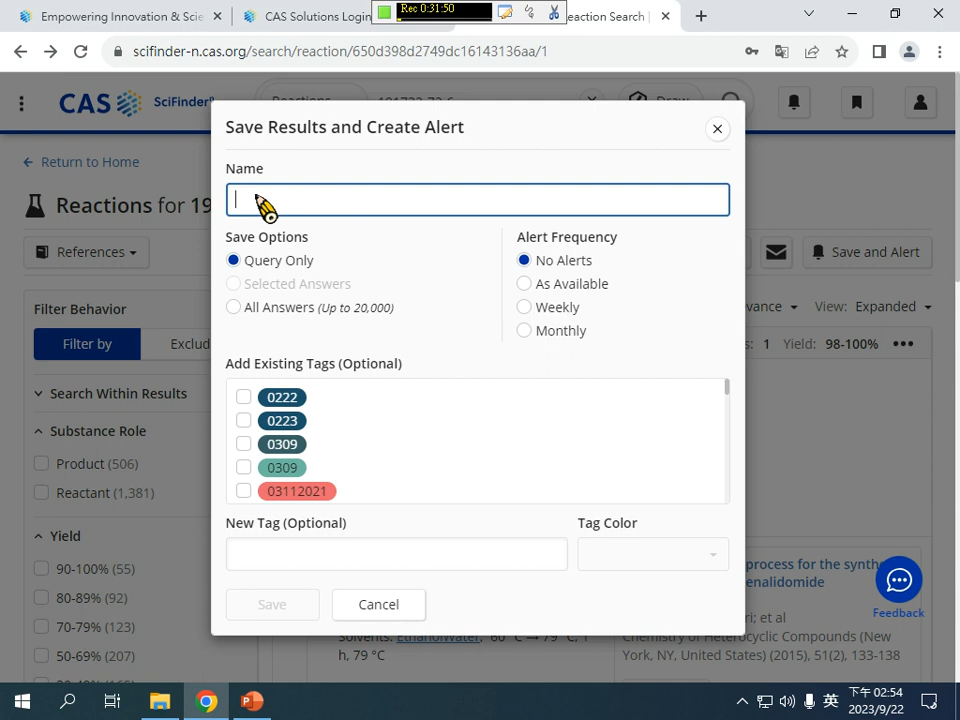 Empowering Innovation & Scie
CAS Solutions Login
Rec 0:31:50
eaction Search |
scifinder-n.cas.org/search/reaction/650d398d2749dc16143136aa/1
CAS SciFinder
Reactions
Draw
Return to Home
Reactions for 19
References
Save and Alert
Filter Behavior
Filter by
Exclud
Search Within Results
Substance Role
Product (506)
Reactant (1,381)
Yield
90-100% (55)
80-89% (92)
70-79% (123)
50-69% (207)
Save Results and Create Alert
Name
Save Options
Query Only
Selected Answers
All Answers (Up to 20,000)
Alert Frequency
No Alerts
As Available
Weekly
Monthly
Add Existing Tags (Optional)
0222
0223
0309
0309
03112021
New Tag (Optional)
Tag Color
Save
Cancel
vance
View: Expanded
s: 1 Yield: 98-100%
process for the synthe
enalidomide
ri; et al
Chemistry of Heterocyclic Compounds (New
York, NY, United States) (2015), 51(2), 133-138
Solvents: Ethanol Water; 60 °C → 79 °C, 1
h, 79 °C
Feedback
英
下午 02:54
2023/9/22